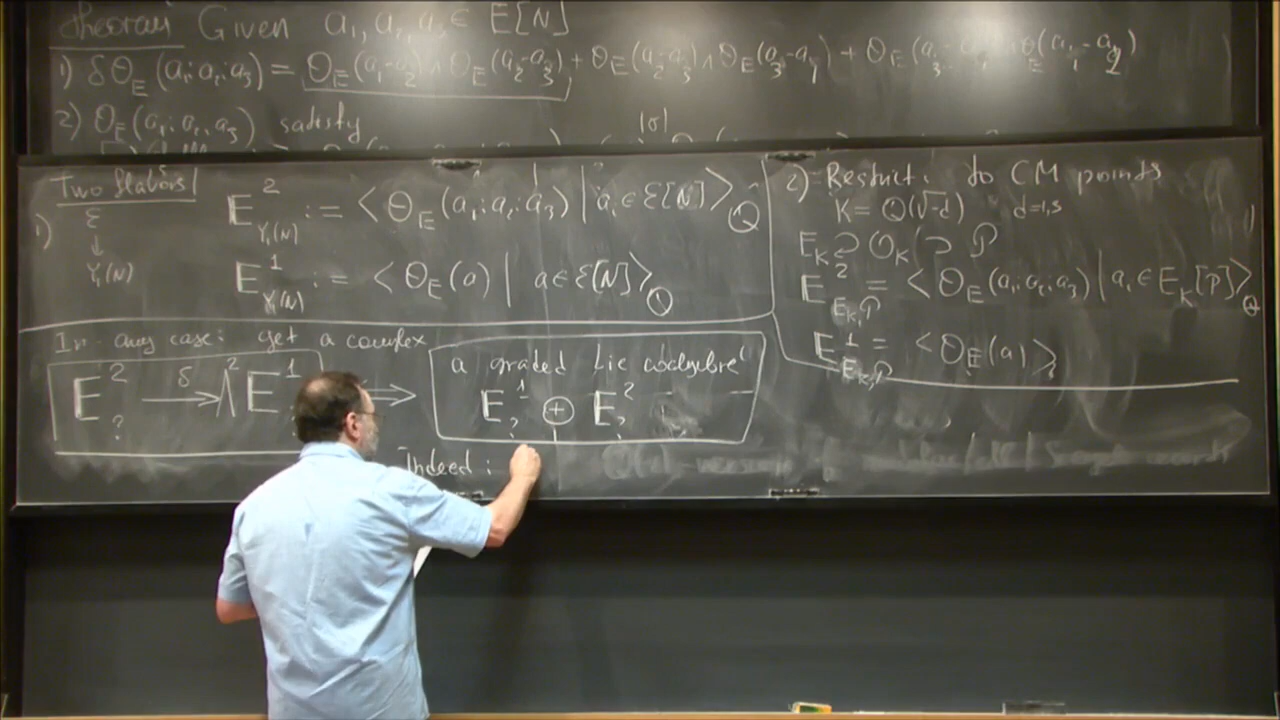 Theorem Given a₁, a₂, a₃ ∈ E[N]
1) δΘ_E(a₁:a₂:a₃) = Θ_E(a₁-a₂) ∧ Θ_E(a₂-a₃) + Θ_E(a₂-a₃) ∧ Θ_E(a₃-a₁) + Θ_E(a₃-a₁) ∧ Θ_E(a₁-a₂)
2) Θ_E(a₁:a₂:a₃) satisfy
Two flavors
1) ℰ ↓ Y₁(N)
E²_{Y₁(N)} := < Θ_E(a₁:a₂:a₃) | aᵢ ∈ ℰ[N] >_Q
E¹_{Y₁(N)} := < Θ_E(a) | a ∈ ℰ[N] >_Q
2) Restrict: to CM points
K = Q(√-d) d=1,3
E_K ⊃ O_K ⊃ P
E²_{E_K,P} = < Θ_E(a₁:a₂:a₃) | aᵢ ∈ E_K[p] >_Q
E¹_{E_K,P} = < Θ_E(a) >
In any case: get a complex
E²_? —δ→ Λ² E¹ ⇒
a graded Lie coalgebra
E¹_? ⊕ E²_?
Indeed: